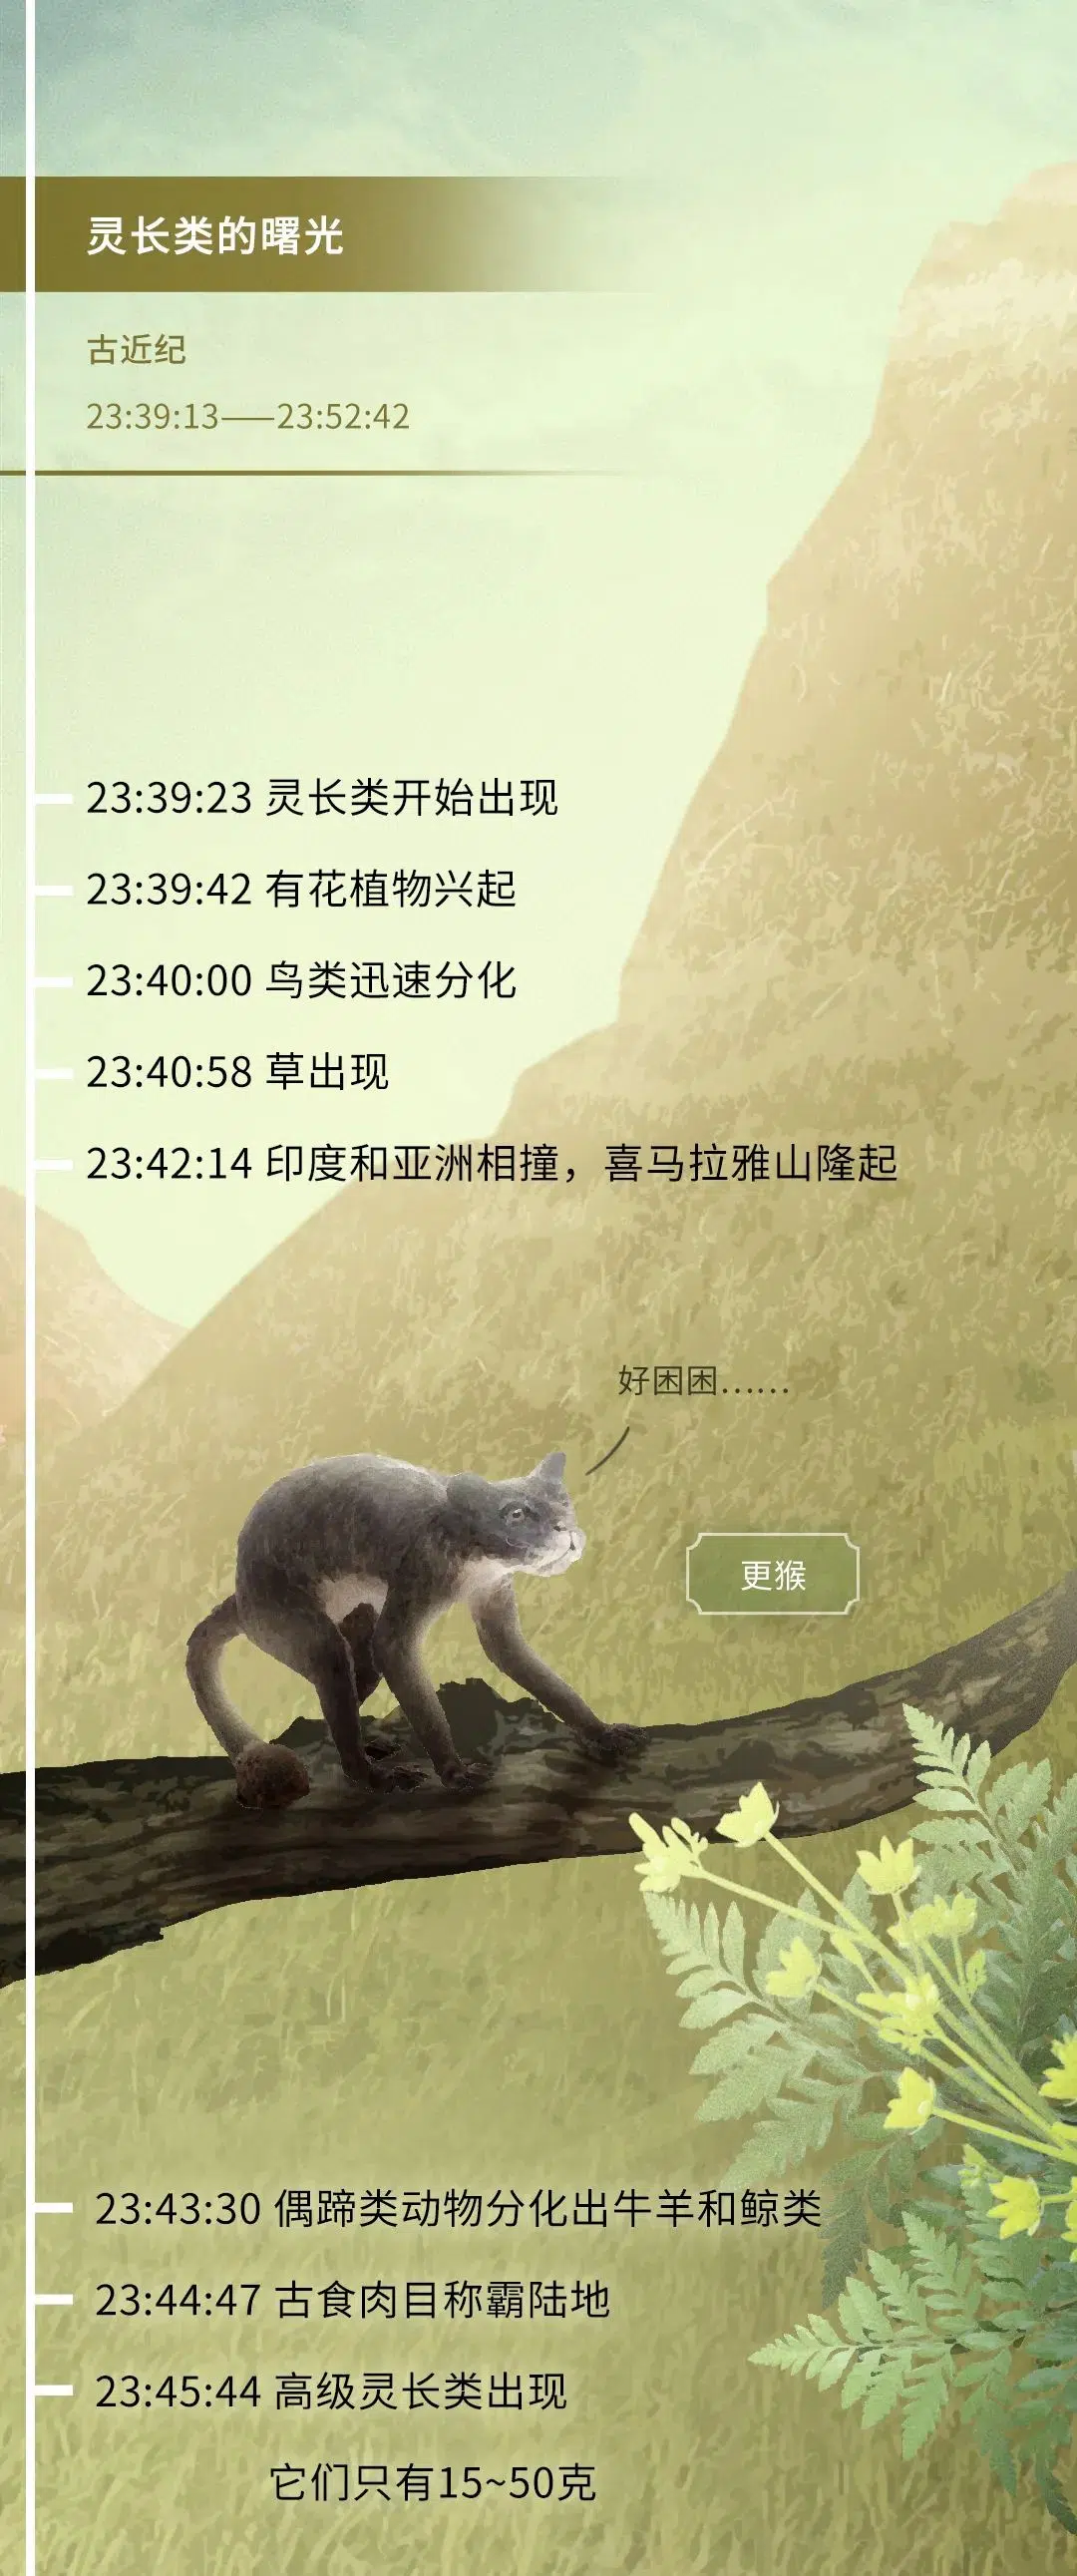 灵长类的曙光
古近纪
23:39:13——23:52:42
23:39:23 灵长类开始出现
23:39:42 有花植物兴起
23:40:00 鸟类迅速分化
23:40:58 草出现
23:42:14 印度和亚洲相撞，喜马拉雅山隆起
好困困……
更猴
23:43:30 偶蹄类动物分化出牛羊和鲸类
23:44:47 古食肉目称霸陆地
23:45:44 高级灵长类出现
它们只有15~50克